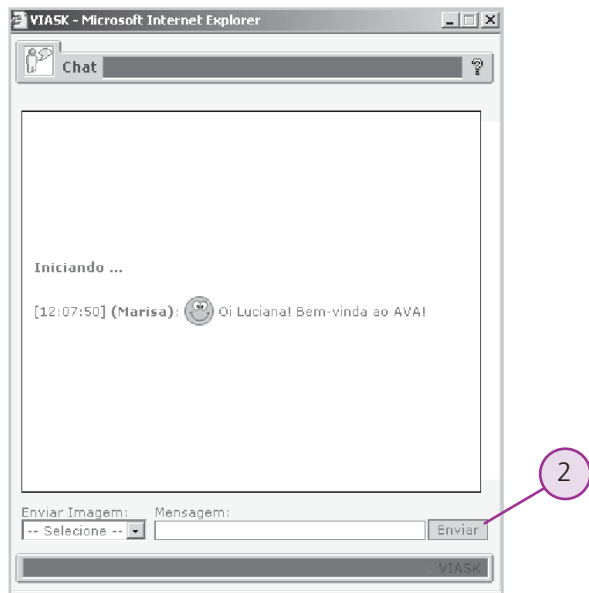 VIASK - Microsoft Internet Explorer
Chat
?
Iniciando ...
[12:07:50] (Marisa): Oi Luciana! Bem-vinda ao AVA!
2
Enviar Imagem: Mensagem:
-- Selecione -- Enviar
VIASK